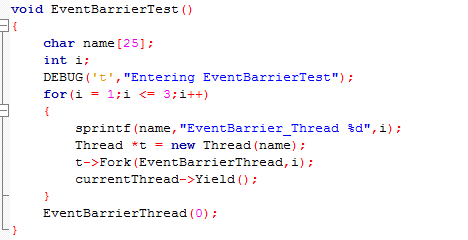 void EventBarrierTest()
{
    char name[25];
    int i;
    DEBUG('t',"Entering EventBarrierTest");
    for(i = 1;i <= 3;i++)
    {
        sprintf(name,"EventBarrier_Thread %d",i);
        Thread *t = new Thread(name);
        t->Fork(EventBarrierThread,i);
        currentThread->Yield();
    }
    EventBarrierThread(0);
}